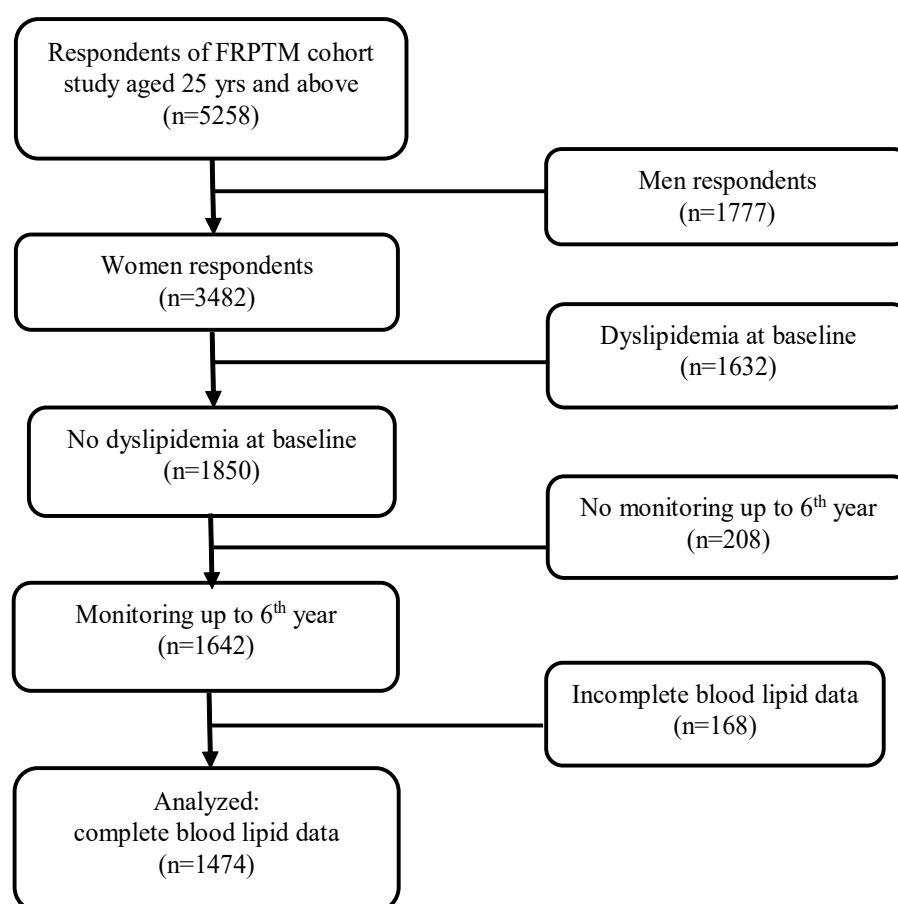 Respondents of FRPTM cohort
study aged 25 yrs and above
(n=5258)
Men respondents
(n=1777)
Women respondents
(n=3482)
Dyslipidemia at baseline
(n=1632)
No dyslipidemia at baseline
(n=1850)
No monitoring up to 6th year
(n=208)
Monitoring up to 6th year
(n=1642)
Incomplete blood lipid data
(n=168)
Analyzed:
complete blood lipid data
(n=1474)